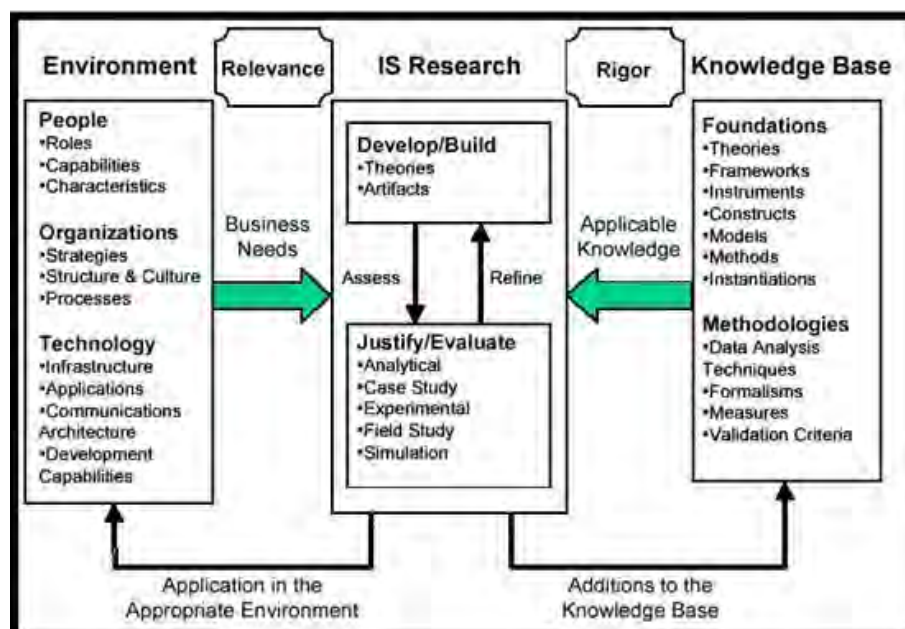 Environment
Relevance
IS Research
Rigor
Knowledge Base
People
•Roles
•Capabilities
•Characteristics
Organizations
•Strategies
•Structure & Culture
•Processes
Technology
•Infrastructure
•Applications
•Communications
Architecture
•Development
Capabilities
Business
Needs
Develop/Build
•Theories
•Artifacts
Assess
Refine
Justify/Evaluate
•Analytical
•Case Study
•Experimental
•Field Study
•Simulation
Applicable
Knowledge
Foundations
•Theories
•Frameworks
•Instruments
•Constructs
•Models
•Methods
•Instantiations
Methodologies
•Data Analysis
Techniques
•Formalisms
•Measures
•Validation Criteria
Application in the
Appropriate Environment
Additions to the
Knowledge Base